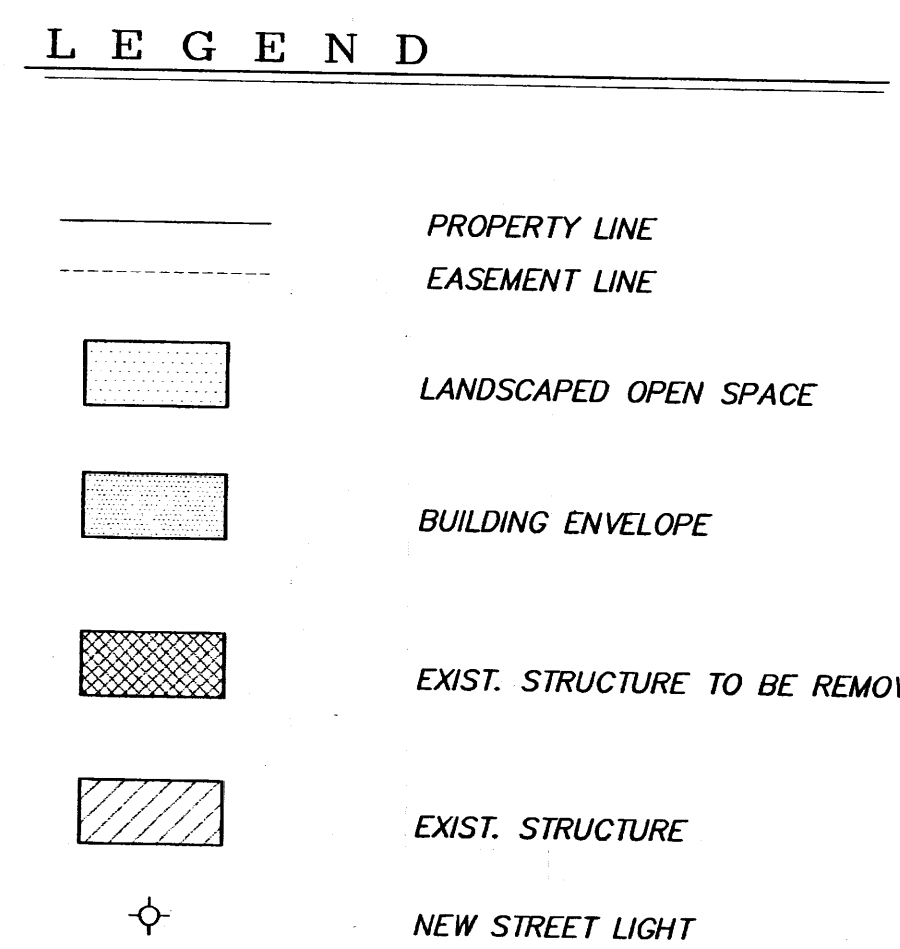 L E G E N D
PROPERTY LINE
EASEMENT LINE
LANDSCAPED OPEN SPACE
BUILDING ENVELOPE
EXIST. STRUCTURE TO BE
EXIST. STRUCTURE
NEW STREET LIGHT